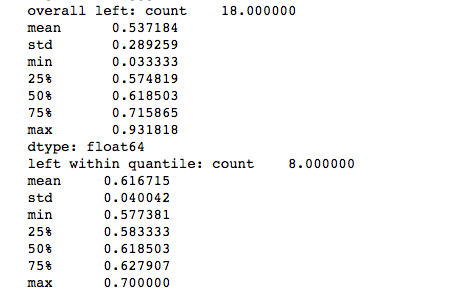 overall left: count    18.000000
mean      0.537184
std       0.289259
min       0.033333
25%       0.574819
50%       0.618503
75%       0.715865
max       0.931818
dtype: float64
left within quantile: count    8.000000
mean     0.616715
std      0.040042
min      0.577381
25%      0.583333
50%      0.618503
75%      0.627907
max      0.700000